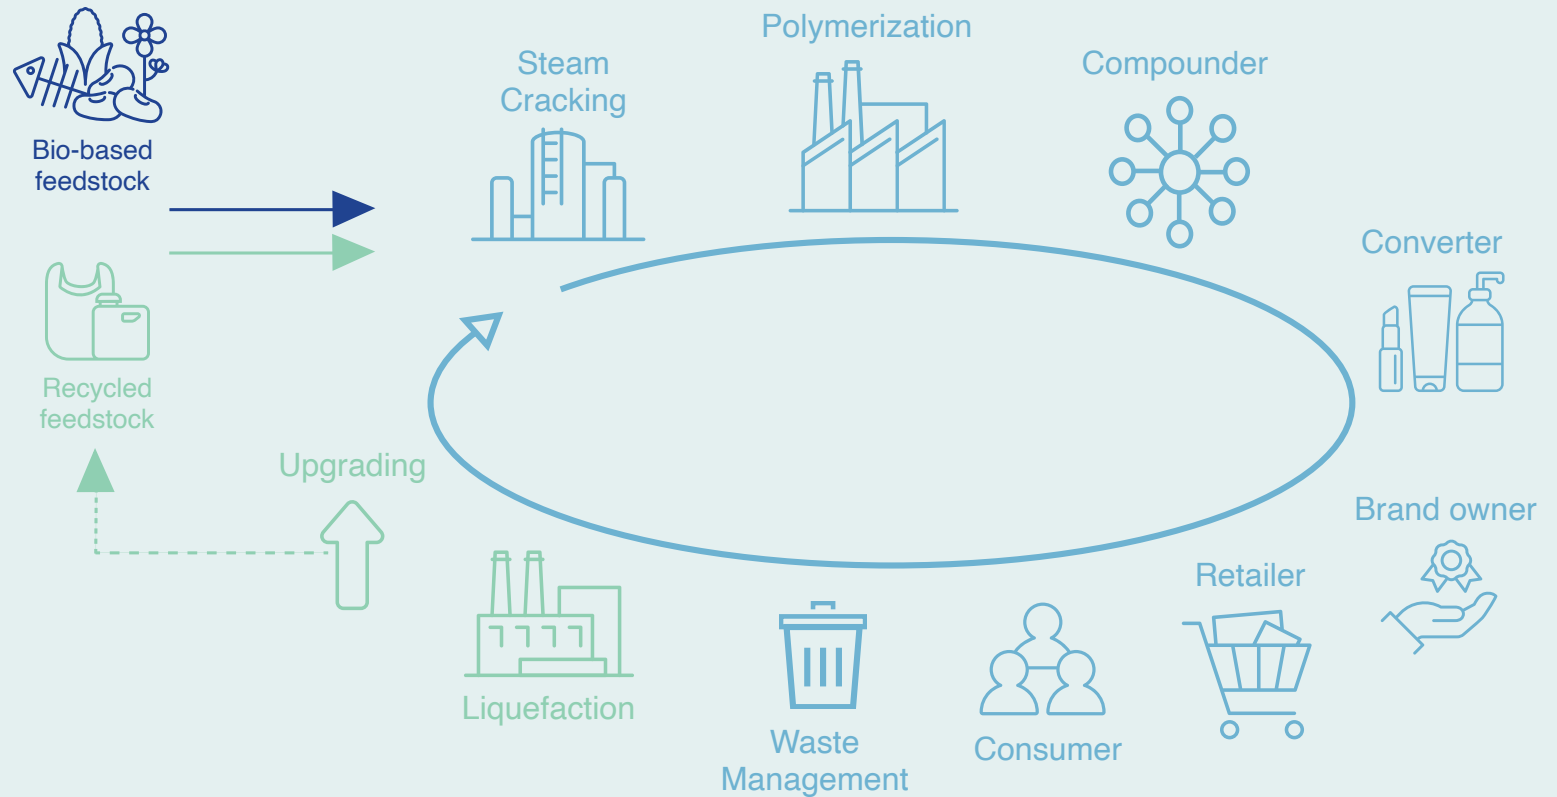 Polymerization
Steam
Cracking
Compounder
Bio-based
feedstock
Converter
Recycled
feedstock
Upgrading
Brand owner
Retailer
Liquefaction
Waste
Management
Consumer